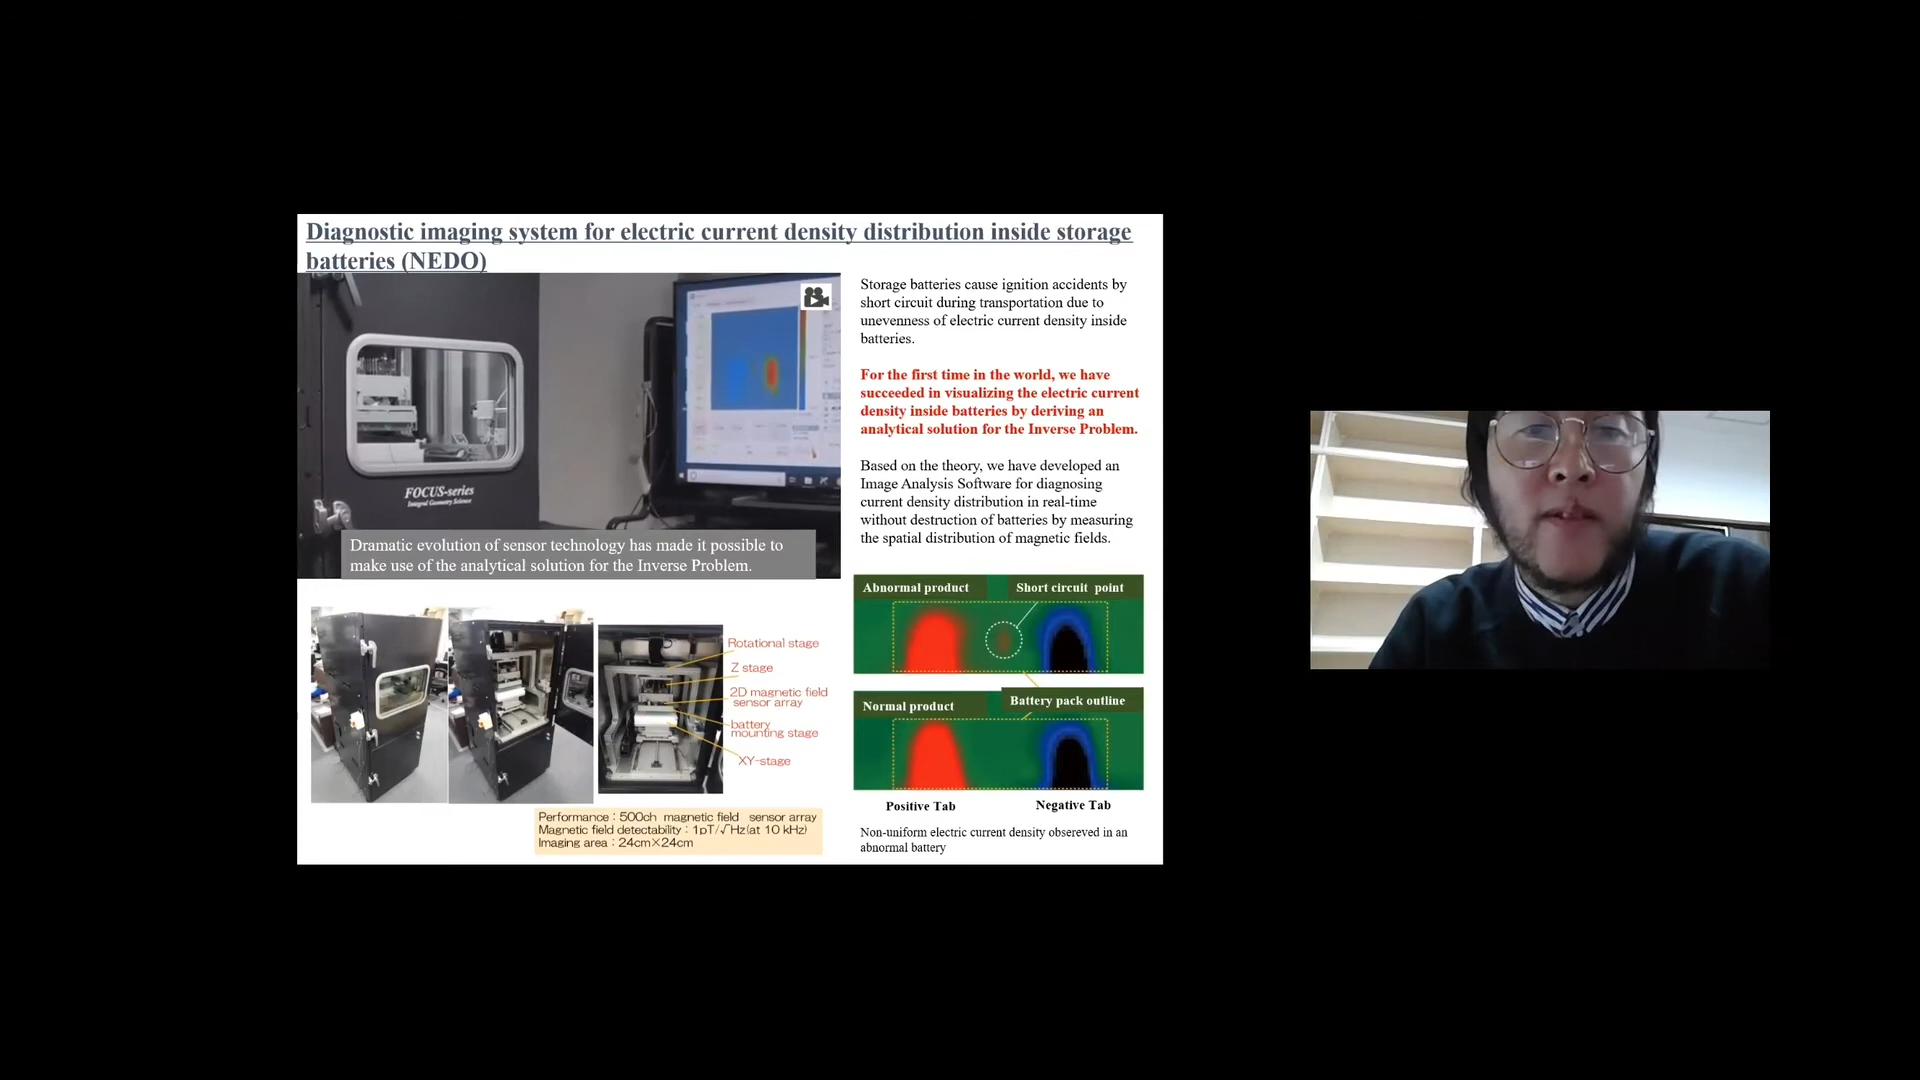 Diagnostic imaging system for electric current density distribution inside storage
batteries (NEDO)
FOCUS-series
Integral Geometry Science
Dramatic evolution of sensor technology has made it possible to
make use of the analytical solution for the Inverse Problem.
Rotational stage
Z stage
2D magnetic field
sensor array
battery
mounting stage
XY-stage
Performance : 500ch magnetic field sensor array
Magnetic field detectability : 1pT/√Hz(at 10 kHz)
Imaging area : 24cm×24cm
Storage batteries cause ignition accidents by
short circuit during transportation due to
unevenness of electric current density inside
batteries.
For the first time in the world, we have
succeeded in visualizing the electric current
density inside batteries by deriving an
analytical solution for the Inverse Problem.
Based on the theory, we have developed an
Image Analysis Software for diagnosing
current density distribution in real-time
without destruction of batteries by measuring
the spatial distribution of magnetic fields.
Abnormal product
Short circuit point
Normal product
Battery pack outline
Positive Tab
Negative Tab
Non-uniform electric current density obsereved in an
abnormal battery